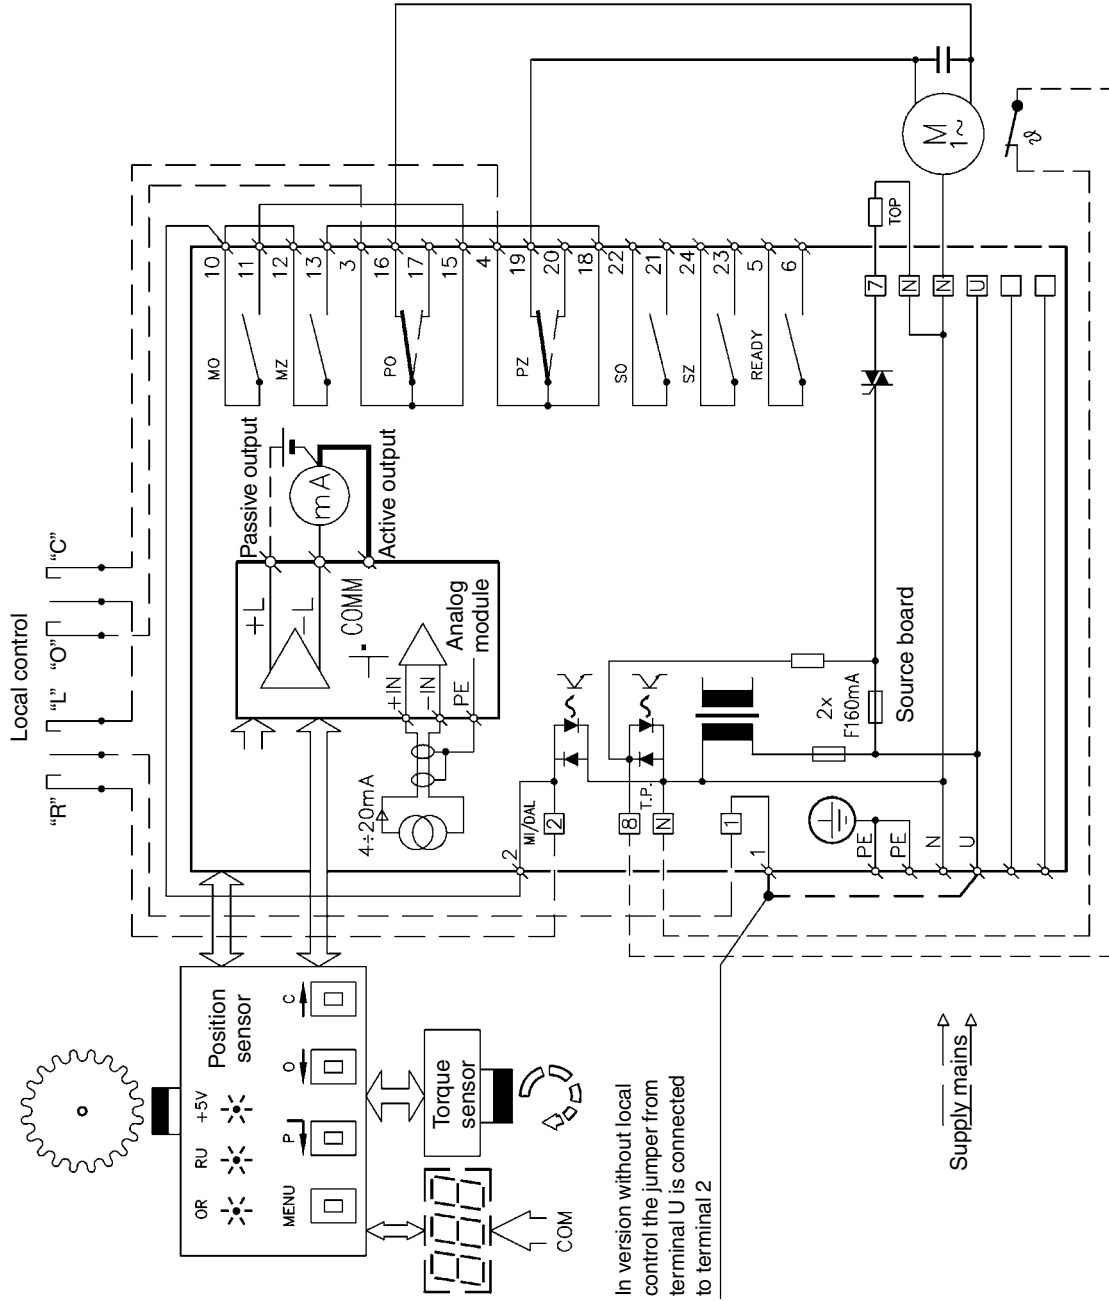 Local control
"R"
"L"
"O"
"C"
10
11
12
13
3
16
17
15
4
19
20
18
22
21
24
23
5
6
MO
MZ
PO
PZ
SO
SZ
READY
TOP
M
1~
ϑ
7
N
N
U
Passive output
mA
Active output
+L
−L
COMM
+IN
−IN
PE
Analog
module
4÷20mA
2
MI/DAL
2
8
T.P.
N
1
1
2x
F160mA
Source board
PE
PE
N
U
Position
sensor
+5V
RU
OR
MENU
P
O
C
Torque
sensor
COM
In version without local
control the jumper from
terminal U is connected
to terminal 2
Supply mains